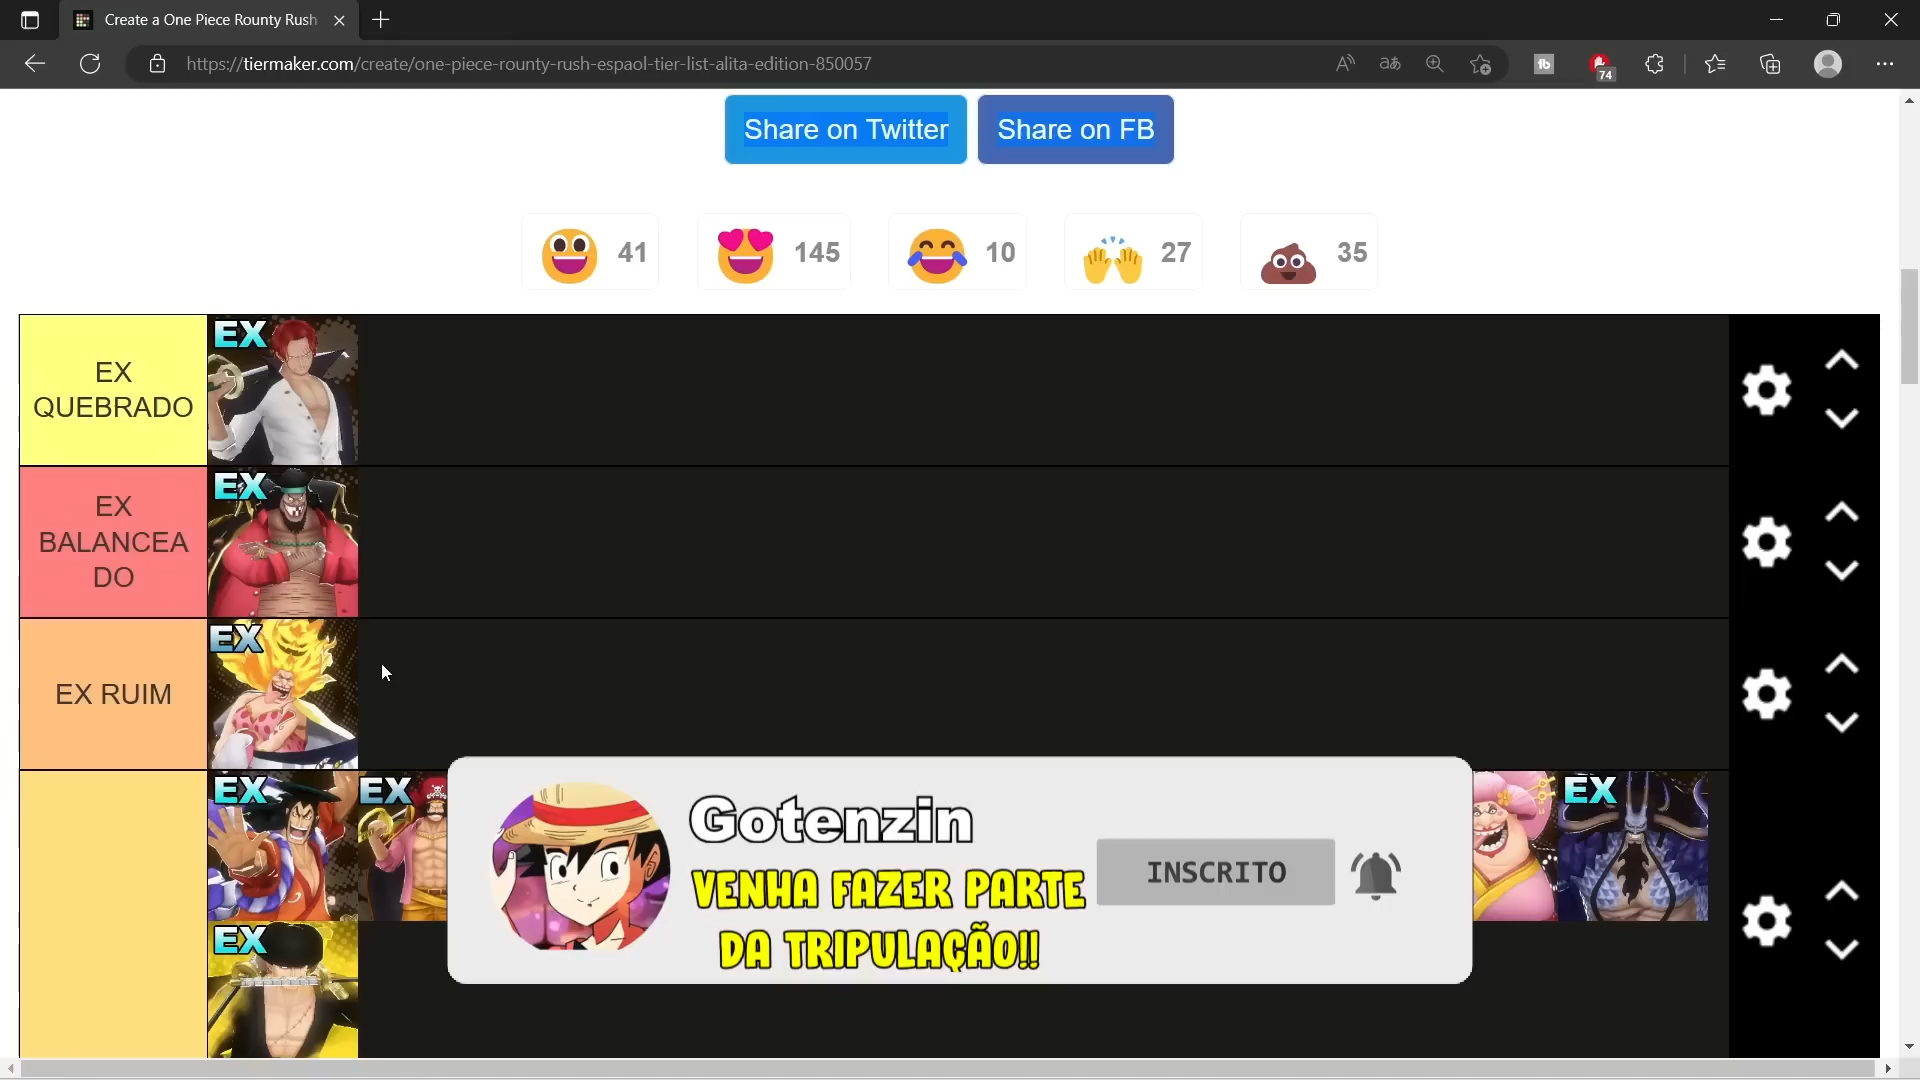 Create a One Piece Rounty Rush
https://tiermaker.com/create/one-piece-rounty-rush-espaol-tier-list-alita-edition-850057
74
Share on Twitter
Share on FB
41
145
10
27
35
EX
QUEBRADO
EX
EX
BALANCEA
DO
EX
EX RUIM
EX
EX
EX
EX
EX
Gotenzin
VENHA FAZER PARTE
DA TRIPULAÇÃO!!
INSCRITO